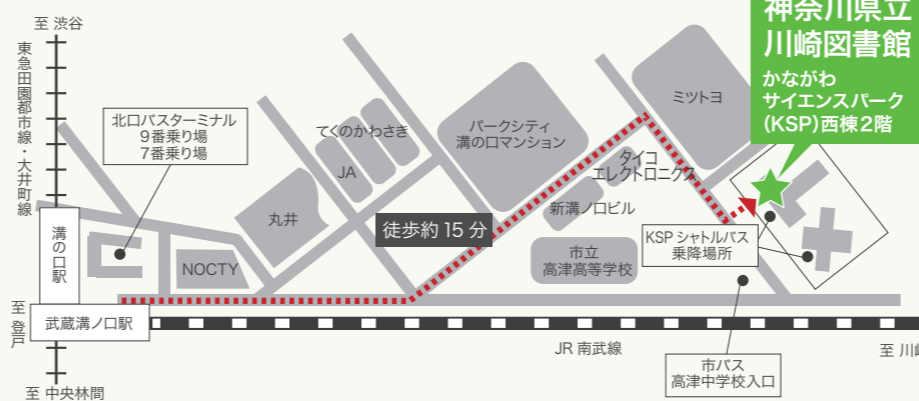 至 渋谷
東急田園都市線・大井町線
北口バスターミナル
9番乗り場
7番乗り場
てくのかわさき
JA
丸井
NOCTY
溝の口駅
至 登戸
武蔵溝ノ口駅
至 中央林間
徒歩約15分
パークシティ
溝の口マンション
新溝ノ口ビル
タイコ
エレクトロニクス
市立
高津高等学校
ミツトヨ
神奈川県立
川崎図書館
かながわ
サイエンスパーク
(KSP)西棟2階
KSPシャトルバス
乗降場所
JR 南武線
市バス
高津中学校入口
至 川崎